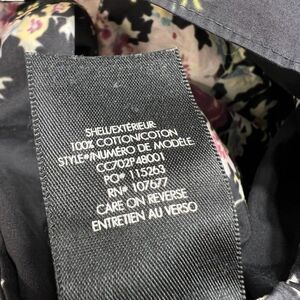 SHELL/EXTÉRIEUR:
100% COTTON/COTON
STYLE#/NUMÉRO DE MODÈLE:
CC702P48001
PO# 115263
RN# 107677
CARE ON REVERSE
ENTRETIEN AU VERSO